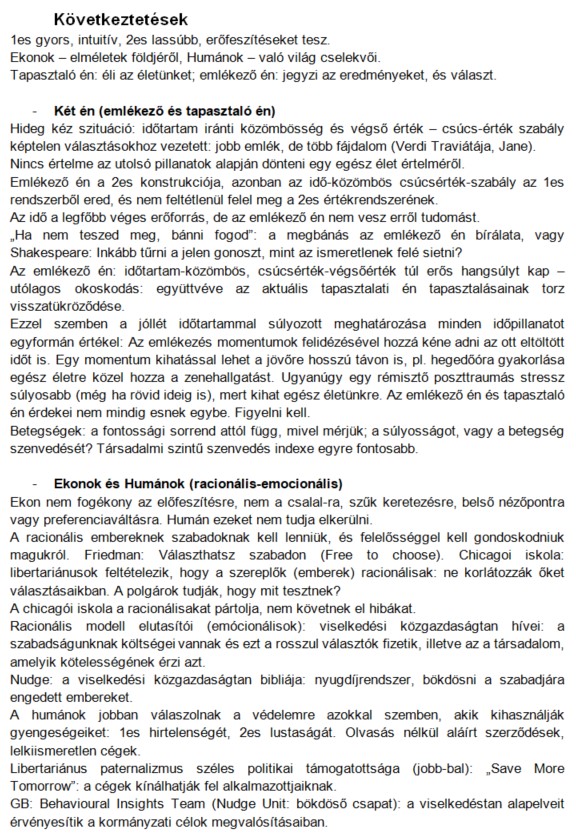 Következtetések
1es gyors, intuitív, 2es lassúbb, erőfeszítéseket tesz.
Ekonok – elméletek földjéről, Humánok – való világ cselekvői.
Tapasztaló én: éli az életünket; emlékező én: jegyzi az eredményeket, és választ.
- Két én (emlékező és tapasztaló én)
Hideg kéz szituáció: időtartam iránti közömbösség és végső érték – csúcs-érték szabály
képtelen választásokhoz vezetett: jobb emlék, de több fájdalom (Verdi Traviátája, Jane).
Nincs értelme az utolsó pillanatok alapján dönteni egy egész élet értelméről.
Emlékező én a 2es konstrukciója, azonban az idő-közömbös csúcsérték-szabály az 1es
rendszerből ered, és nem feltétlenül felel meg a 2es értékrendszerének.
Az idő a legfőbb véges erőforrás, de az emlékező én nem vesz erről tudomást.
„Ha nem teszed meg, bánni fogod”: a megbánás az emlékező én bírálata, vagy
Shakespeare: Inkább tűrni a jelen gonoszt, mint az ismeretlenek felé sietni?
Az emlékező én: időtartam-közömbös, csúcsérték-végsőérték túl erős hangsúlyt kap –
utólagos okoskodás: együttvéve az aktuális tapasztalati én tapasztalásainak torz
visszatükröződése.
Ezzel szemben a jóllét időtartammal súlyozott meghatározása minden időpillanatot
egyformán értékel: Az emlékezés momentumok felidézésével hozzá kéne adni az ott eltöltött
időt is. Egy momentum kihatással lehet a jövőre hosszú távon is, pl. hegedőóra gyakorlása
egész életre közel hozza a zenehallgatást. Ugyanúgy egy rémisztő poszttraumás stressz
súlyosabb (még ha rövid ideig is), mert kihat egész életünkre. Az emlékező én és tapasztaló
én érdekei nem mindig esnek egybe. Figyelni kell.
Betegségek: a fontossági sorrend attól függ, mivel mérjük; a súlyosságot, vagy a betegség
szenvedését? Társadalmi szintű szenvedés indexe egyre fontosabb.
- Ekonok és Humánok (racionális-emocionális)
Ekon nem fogékony az előfeszítésre, nem a csalal-ra, szűk keretezésre, belső nézőpontra
vagy preferenciaváltásra. Humán ezeket nem tudja elkerülni.
A racionális embereknek szabadoknak kell lenniük, és felelősséggel kell gondoskodniuk
magukról. Friedman: Választhatsz szabadon (Free to choose). Chicagoi iskola:
libertariánusok feltételezik, hogy a szereplők (emberek) racionálisak: ne korlátozzák őket
választásaikban. A polgárok tudják, hogy mit tesztnek?
A chicagói iskola a racionálisakat pártolja, nem követnek el hibákat.
Racionális modell elutasítói (emócionálisok): viselkedési közgazdaságtan hívei: a
szabadságunknak költségei vannak és ezt a rosszul választók fizetik, illetve az a társadalom,
amelyik kötelességének érzi azt.
Nudge: a viselkedési közgazdaságtan bibliája: nyugdíjrendszer, bökdösni a szabadjára
engedett embereket.
A humánok jobban válaszolnak a védelemre azokkal szemben, akik kihasználják
gyengeségeiket: 1es hirtelenségét, 2es lustaságát. Olvasás nélkül aláírt szerződések,
lelkiismeretlen cégek.
Libertariánus paternalizmus széles politikai támogatottsága (jobb-bal): „Save More
Tomorrow”: a cégek kínálhatják fel alkalmazottjaiknak.
GB: Behavioural Insights Team (Nudge Unit: bökdöső csapat): a viselkedéstan alapelveit
érvényesítik a kormányzati célok megvalósításaiban.